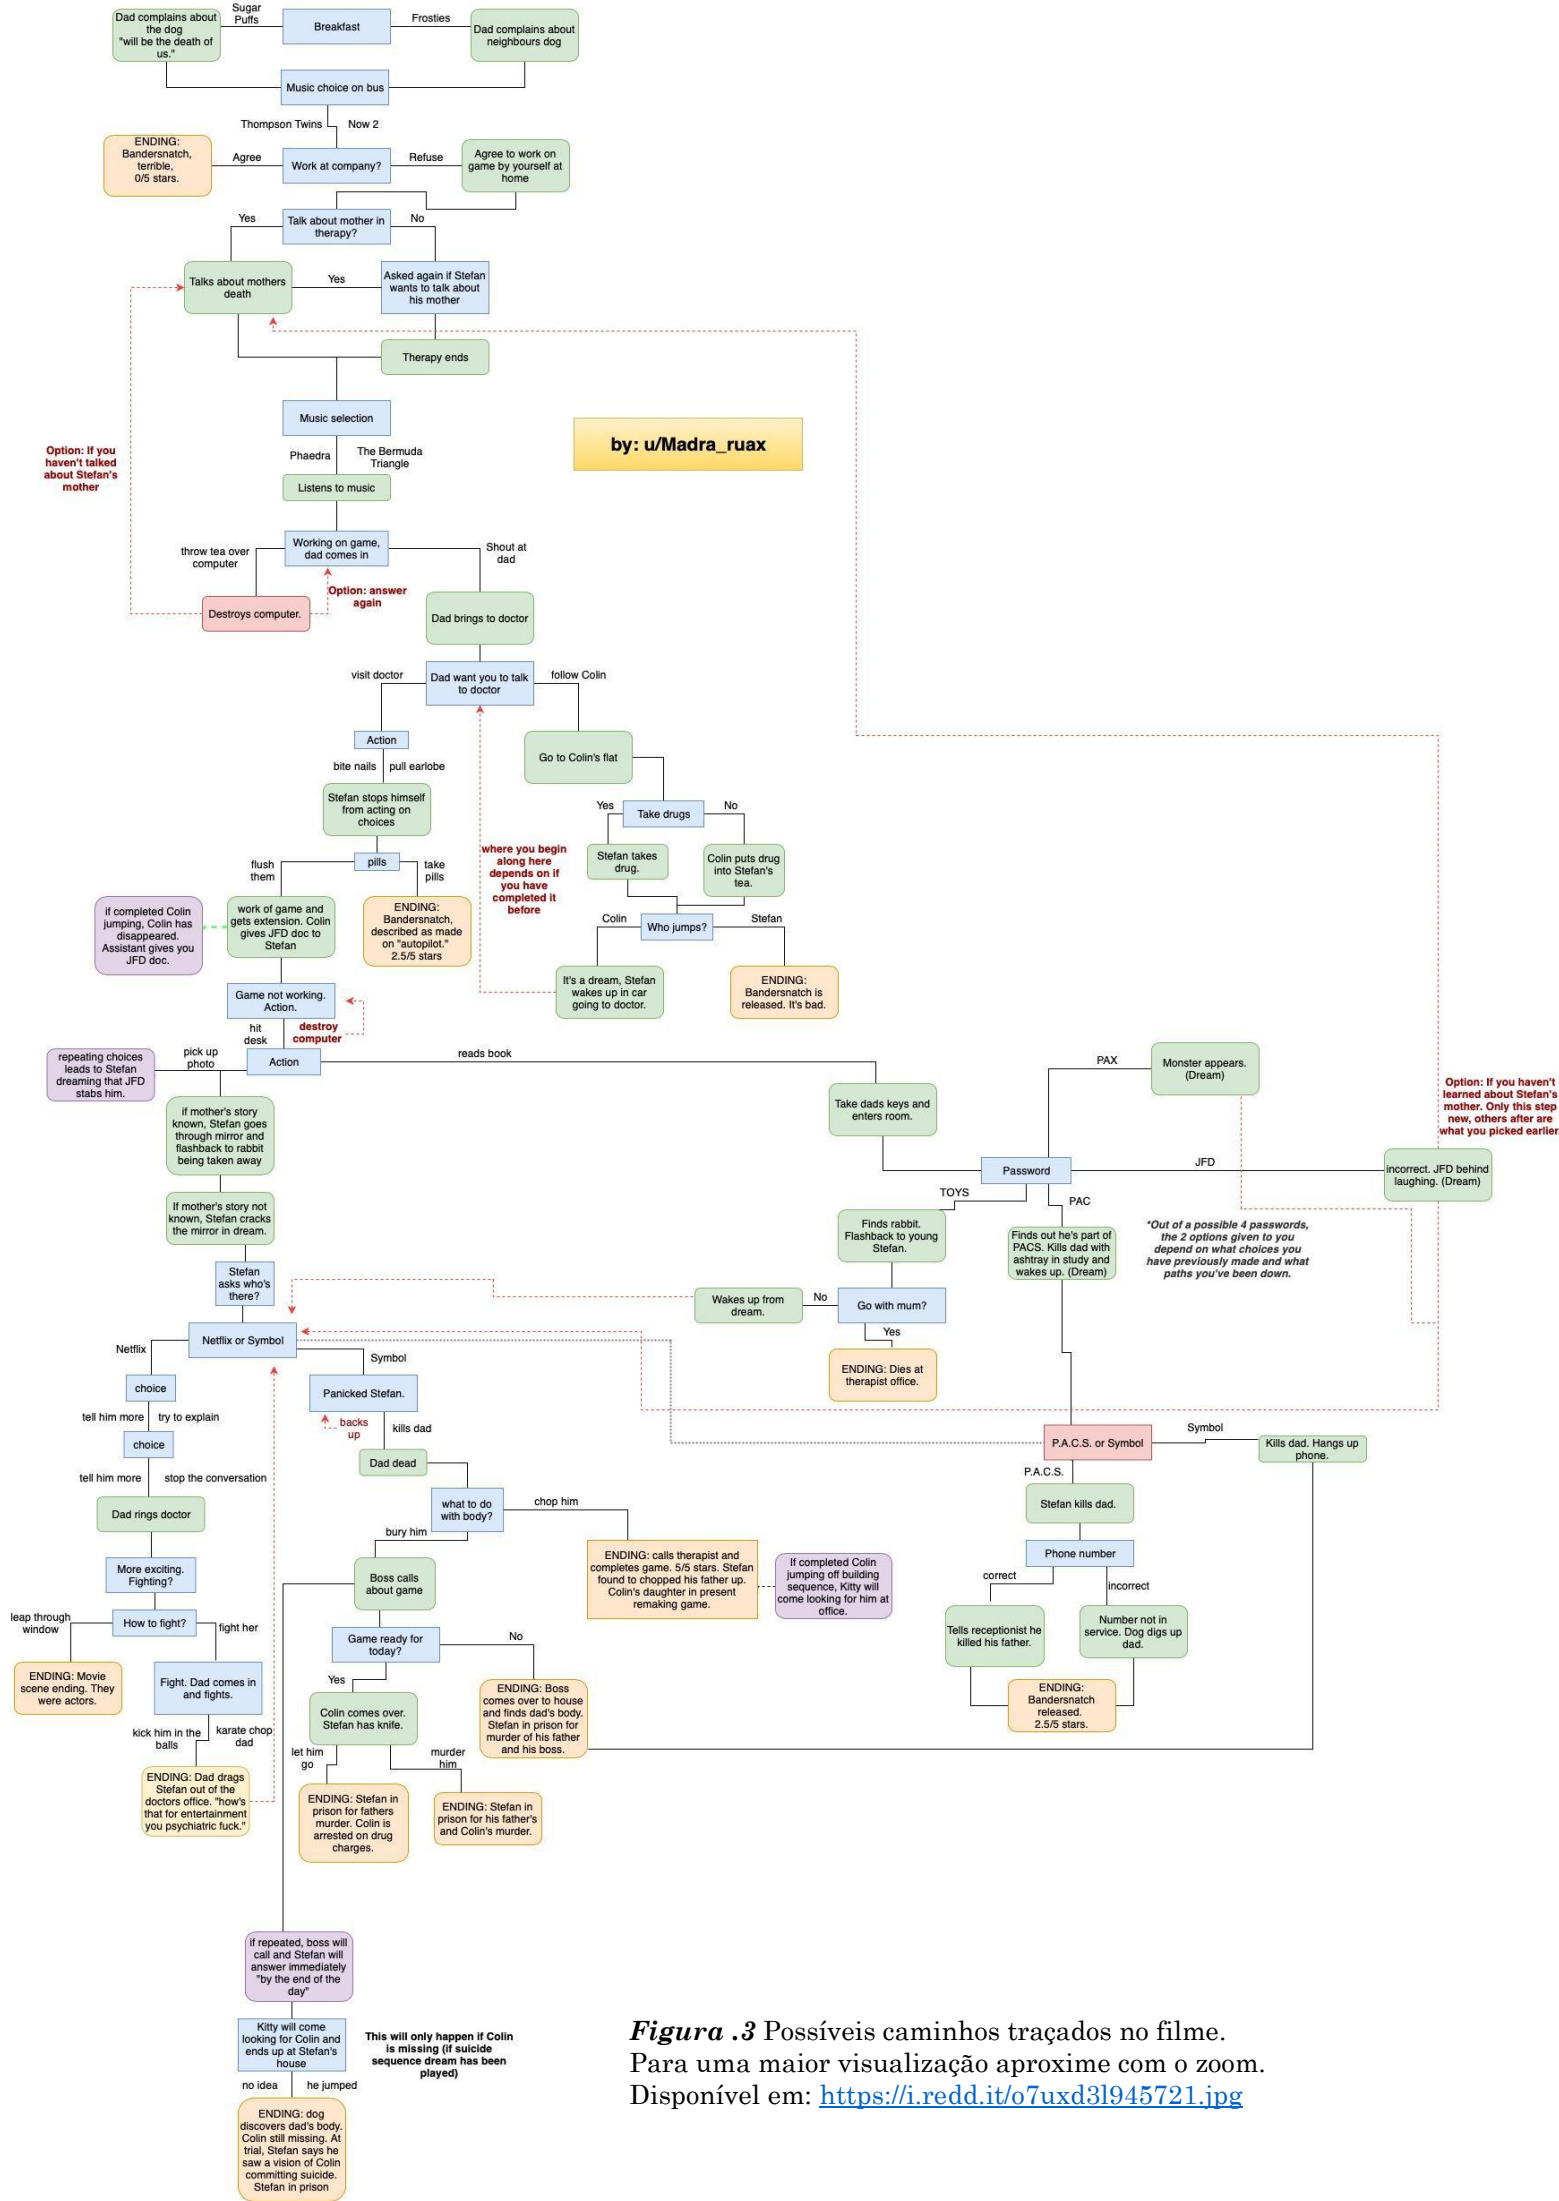 Dad complains about
the dog
"will be the death of
us."
Sugar
Puffs
Breakfast
Frosties
Dad complains about
neighbours dog
Music choice on bus
Thompson Twins
Now 2
ENDING:
Bandersnatch,
terrible,
0/5 stars.
Agree
Work at company?
Refuse
Agree to work on
game by yourself at
home
Yes
Talk about mother in
therapy?
No
Talks about mothers
death
Yes
Asked again if Stefan
wants to talk about
his mother
Therapy ends
Music selection
by: u/Madra_ruax
Option: If you
haven't talked
about Stefan's
mother
Phaedra
The Bermuda
Triangle
Listens to music
throw tea over
computer
Working on game,
dad comes in
Shout at
dad
Option: answer
again
Destroys computer.
Dad brings to doctor
visit doctor
Dad want you to talk
to doctor
follow Colin
Action
bite nails
pull earlobe
Go to Colin's flat
Stefan stops himself
from acting on
choices
Yes
Take drugs
No
flush
them
pills
take
pills
where you begin
along here
depends on if
you have
completed it
before
Stefan takes
drug.
Colin puts drug
into Stefan's
tea.
if completed Colin
jumping, Colin has
disappeared.
Assistant gives you
JFD doc.
work of game and
gets extension. Colin
gives JFD doc to
Stefan
ENDING:
Bandersnatch,
described as made
on "autopilot."
2.5/5 stars
Colin
Who jumps?
Stefan
It's a dream, Stefan
wakes up in car
going to doctor.
ENDING:
Bandersnatch is
released. It's bad.
Game not working.
Action.
hit
desk
destroy
computer
repeating choices
leads to Stefan
dreaming that JFD
stabs him.
pick up
photo
Action
reads book
PAX
Monster appears.
(Dream)
Option: If you haven't
learned about Stefan's
mother. Only this step
new, others after are
what you picked earlier
if mother's story
known, Stefan goes
through mirror and
flashback to rabbit
being taken away
Take dads keys and
enters room.
Password
JFD
incorrect. JFD behind
laughing. (Dream)
If mother's story not
known, Stefan cracks
the mirror in dream.
TOYS
PAC
Finds rabbit.
Flashback to young
Stefan.
Finds out he's part of
PACS. Kills dad with
ashtray in study and
wakes up. (Dream)
*Out of a possible 4 passwords,
the 2 options given to you
depend on what choices you
have previously made and what
paths you've been down.
Stefan
asks who's
there?
Wakes up from
dream.
No
Go with mum?
Yes
ENDING: Dies at
therapist office.
Netflix
Netflix or Symbol
Symbol
choice
Panicked Stefan.
tell him more
try to explain
backs
up
kills dad
choice
Dad dead
P.A.C.S. or Symbol
Symbol
Kills dad. Hangs up
phone.
P.A.C.S.
tell him more
stop the conversation
Dad rings doctor
what to do
with body?
chop him
bury him
Stefan kills dad.
Phone number
More exciting.
Fighting?
Boss calls
about game
ENDING: calls therapist and
completes game. 5/5 stars. Stefan
found to chopped his father up.
Colin's daughter in present
remaking game.
If completed Colin
jumping off building
sequence, Kitty will
come looking for him at
office.
correct
incorrect
leap through
window
How to fight?
fight her
Game ready for
today?
No
Tells receptionist he
killed his father.
Number not in
service. Dog digs up
dad.
ENDING: Movie
scene ending. They
were actors.
Fight. Dad comes in
and fights.
Yes
Colin comes over.
Stefan has knife.
ENDING: Boss
comes over to house
and finds dad's body.
Stefan in prison for
murder of his father
and his boss.
ENDING:
Bandersnatch
released.
2.5/5 stars.
kick him in the
balls
karate chop
dad
let him
go
murder
him
ENDING: Dad drags
Stefan out of the
doctors office. "how's
that for entertainment
you psychiatric fuck."
ENDING: Stefan in
prison for fathers
murder. Colin is
arrested on drug
charges.
ENDING: Stefan in
prison for his father's
and Colin's murder.
if repeated, boss will
call and Stefan will
answer immediately
"by the end of the
day"
Kitty will come
looking for Colin and
ends up at Stefan's
house
This will only happen if Colin
is missing (if suicide
sequence dream has been
played)
no idea
he jumped
ENDING: dog
discovers dad's body.
Colin still missing. At
trial, Stefan says he
saw a vision of Colin
committing suicide.
Stefan in prison
Figura .3 Possíveis caminhos traçados no filme.
Para uma maior visualização aproxime com o zoom.
Disponível em: https://i.redd.it/o7uxd3l945721.jpg